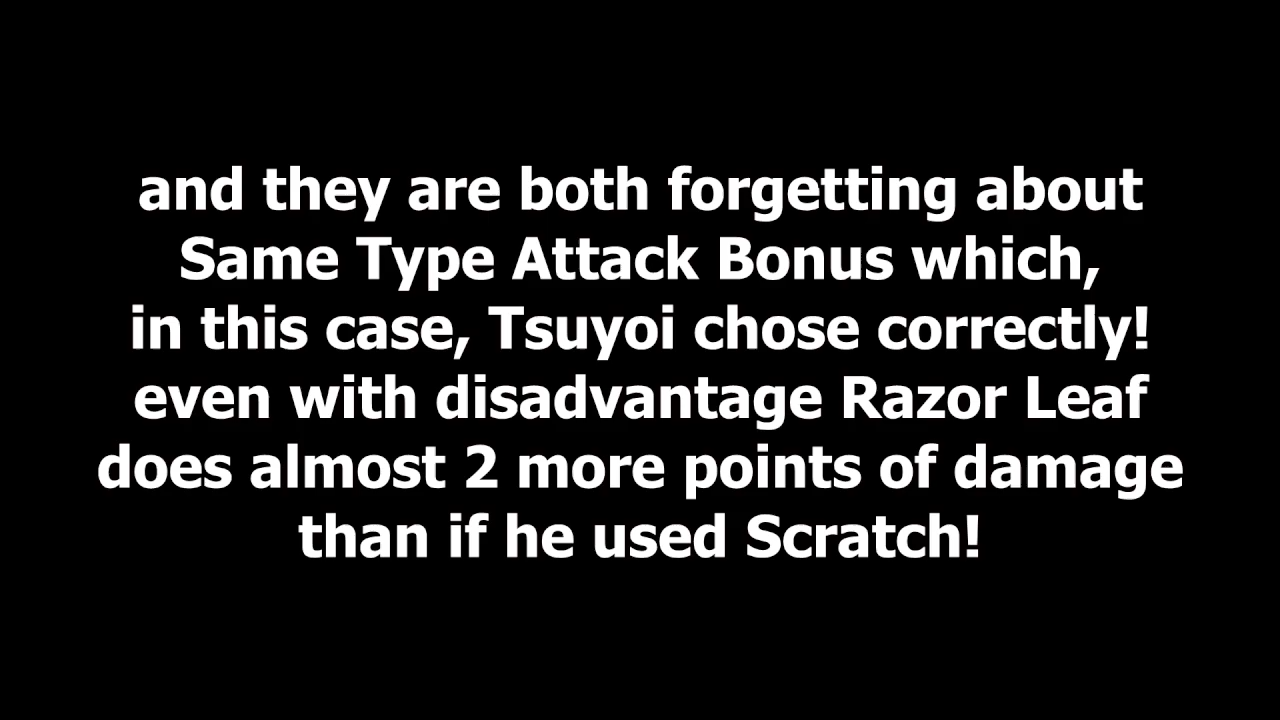 and they are both forgetting about
Same Type Attack Bonus which,
in this case, Tsuyoi chose correctly!
even with disadvantage Razor Leaf
does almost 2 more points of damage
than if he used Scratch!